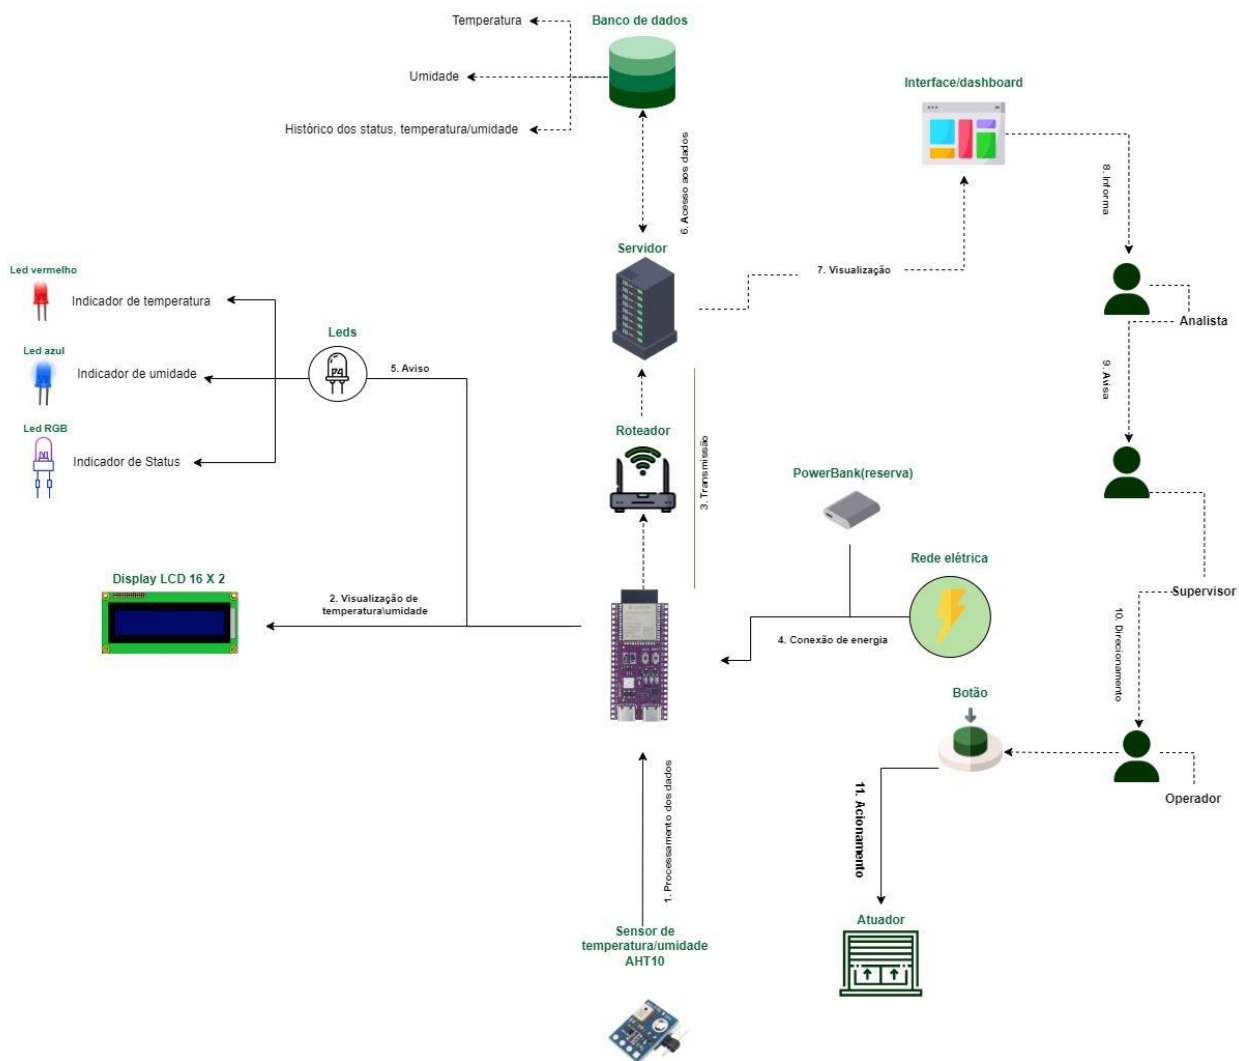 Temperatura
Banco de dados
Umidade
Histórico dos status, temperatura/umidade
Interface/dashboard
6. Acesso aos dados
8. Informa
Servidor
7. Visualização
Led vermelho
Indicador de temperatura
Leds
Analista
Led azul
Indicador de umidade
5. Aviso
9. Avisa
Led RGB
Indicador de Status
Roteador
3. Transmissão
PowerBank(reserva)
Rede elétrica
Display LCD 16 X 2
2. Visualização de
temperatura\umidade
4. Conexão de energia
Supervisor
10. Direcionamento
Botão
Operador
11. Acionamento
1. Processamento dos dados
Atuador
Sensor de
temperatura/umidade
AHT10